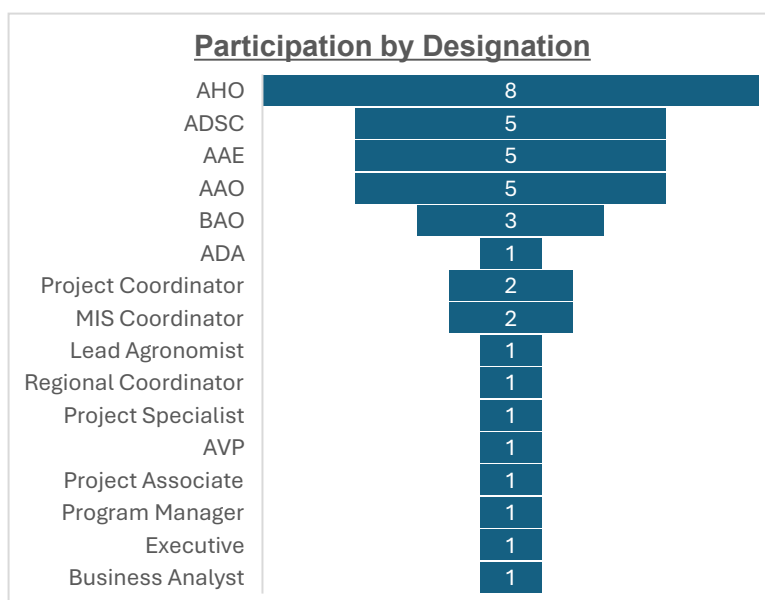 Participation by Designation
AHO 8
ADSC 5
AAE 5
AAO 5
BAO 3
ADA 1
Project Coordinator 2
MIS Coordinator 2
Lead Agronomist 1
Regional Coordinator 1
Project Specialist 1
AVP 1
Project Associate 1
Program Manager 1
Executive 1
Business Analyst 1